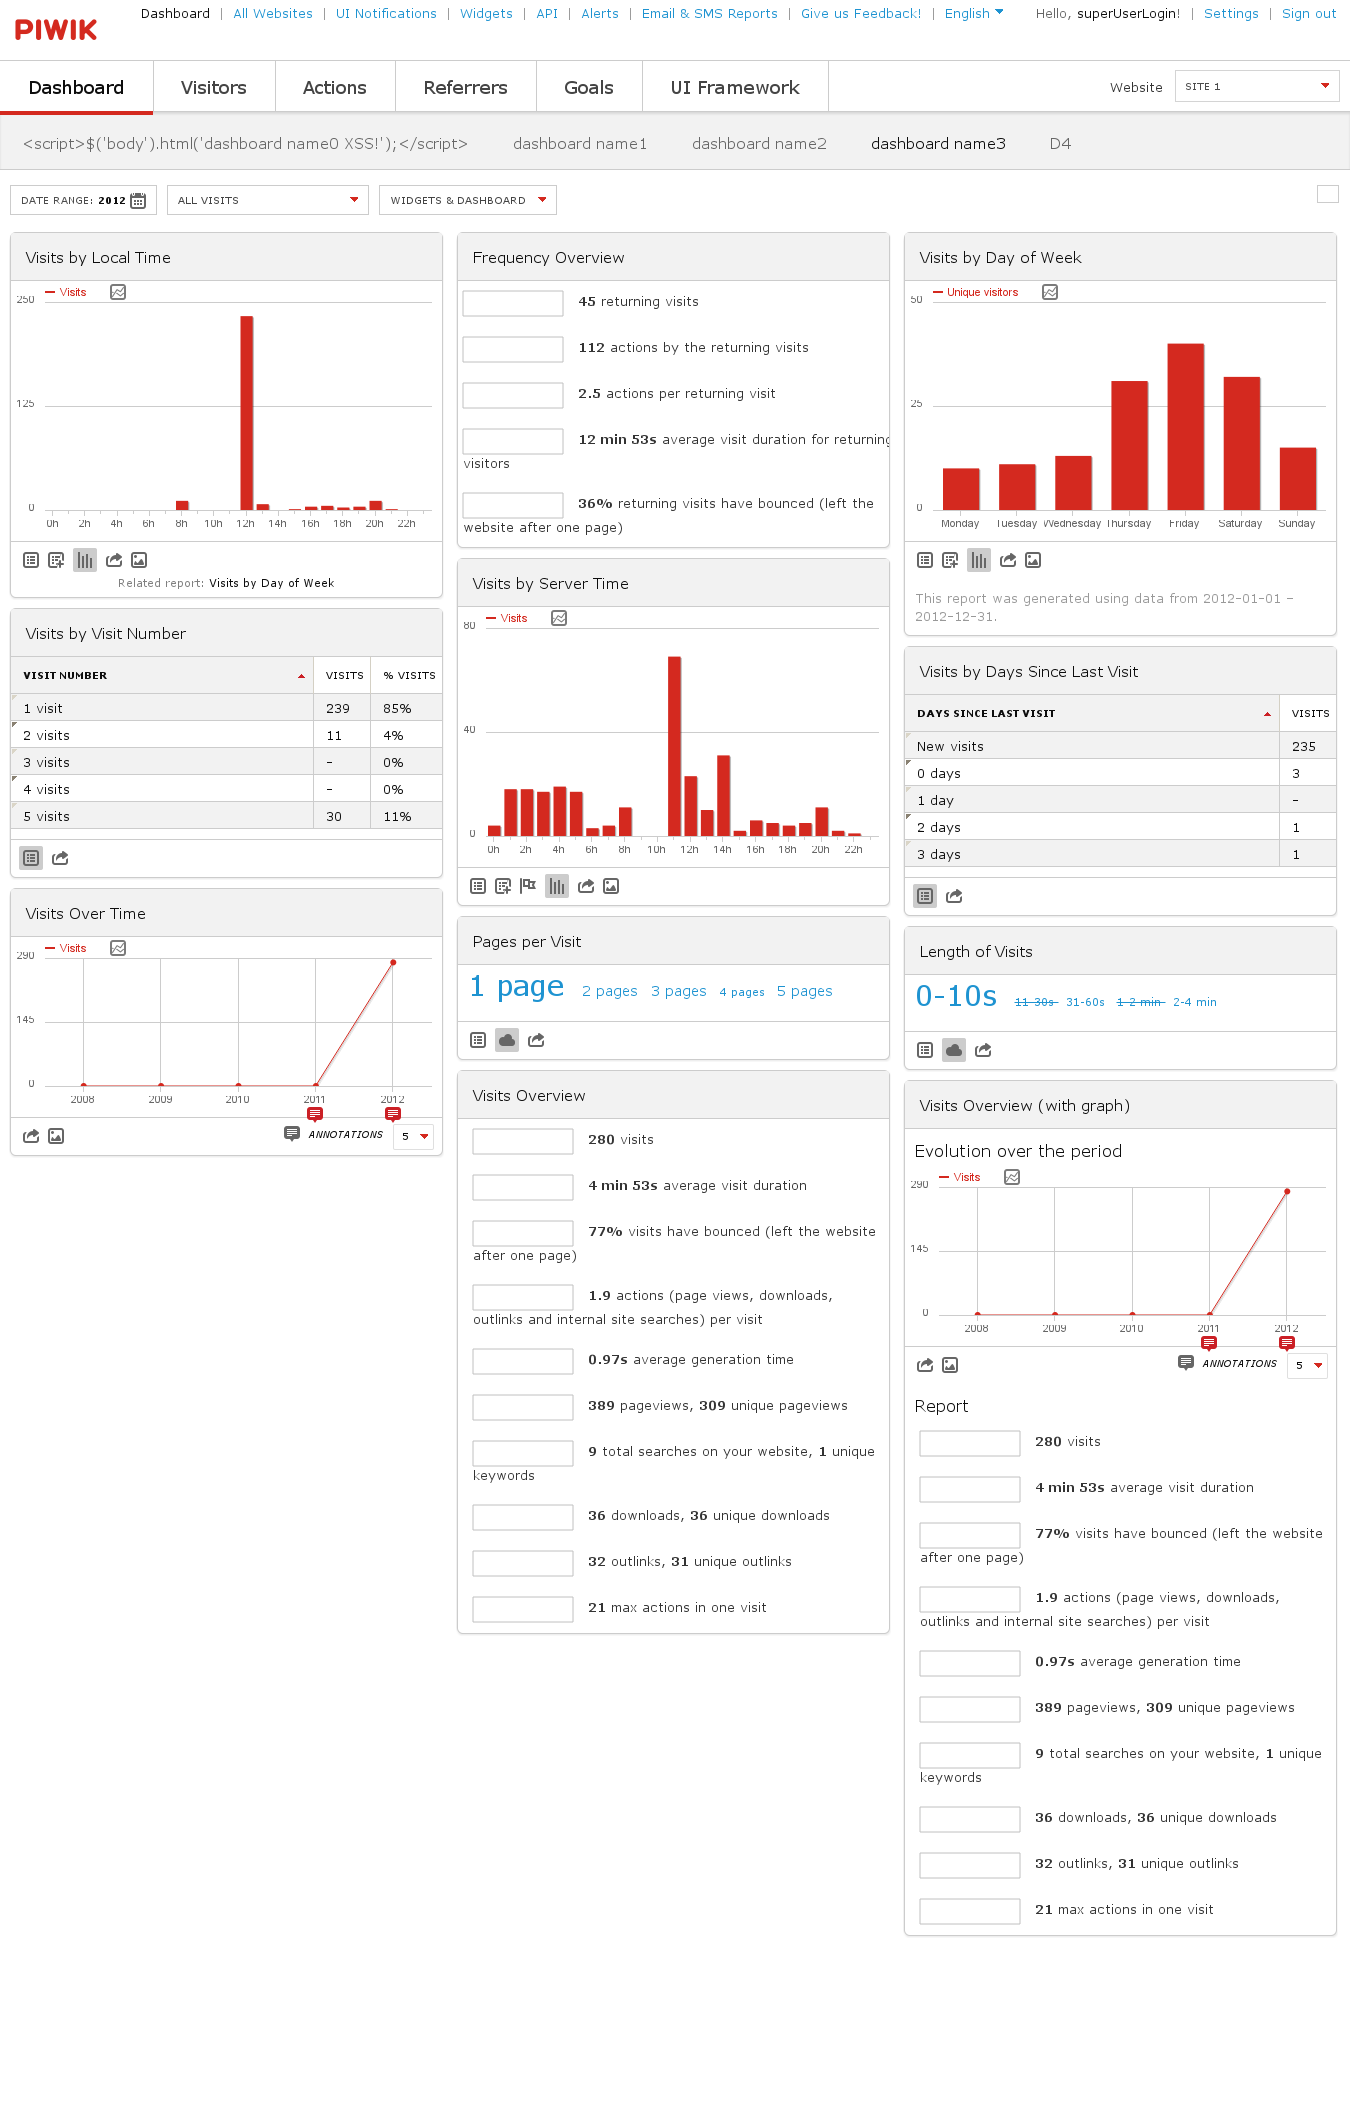 PIWIK
Dashboard | All Websites | UI Notifications | Widgets | API | Alerts | Email & SMS Reports | Give us Feedback! | English
Hello, superUserLogin! | Settings | Sign out
Dashboard Visitors Actions Referrers Goals UI Framework
Website SITE 1
<script>$('body').html('dashboard name0 XSS!');</script> dashboard name1 dashboard name2 dashboard name3 D4
DATE RANGE: 2012 ALL VISITS WIDGETS & DASHBOARD
Visits by Local Time
Visits
250
125
0
0h 2h 4h 6h 8h 10h 12h 14h 16h 18h 20h 22h
Related report: Visits by Day of Week
Visits by Visit Number
VISIT NUMBER VISITS % VISITS
1 visit 239 85%
2 visits 11 4%
3 visits - 0%
4 visits - 0%
5 visits 30 11%
Visits Over Time
Visits
290
145
0
2008 2009 2010 2011 2012
ANNOTATIONS 5
Frequency Overview
45 returning visits
112 actions by the returning visits
2.5 actions per returning visit
12 min 53s average visit duration for returning
visitors
36% returning visits have bounced (left the
website after one page)
Visits by Server Time
Visits
80
40
0
0h 2h 4h 6h 8h 10h 12h 14h 16h 18h 20h 22h
Pages per Visit
1 page 2 pages 3 pages 4 pages 5 pages
Visits Overview
280 visits
4 min 53s average visit duration
77% visits have bounced (left the website
after one page)
1.9 actions (page views, downloads,
outlinks and internal site searches) per visit
0.97s average generation time
389 pageviews, 309 unique pageviews
9 total searches on your website, 1 unique
keywords
36 downloads, 36 unique downloads
32 outlinks, 31 unique outlinks
21 max actions in one visit
Visits by Day of Week
Unique visitors
50
25
0
Monday Tuesday Wednesday Thursday Friday Saturday Sunday
This report was generated using data from 2012-01-01 -
2012-12-31.
Visits by Days Since Last Visit
DAYS SINCE LAST VISIT VISITS
New visits 235
0 days 3
1 day -
2 days 1
3 days 1
Length of Visits
0-10s 11-30s 31-60s 1-2 min 2-4 min
Visits Overview (with graph)
Evolution over the period
Visits
290
145
0
2008 2009 2010 2011 2012
ANNOTATIONS 5
Report
280 visits
4 min 53s average visit duration
77% visits have bounced (left the website
after one page)
1.9 actions (page views, downloads,
outlinks and internal site searches) per visit
0.97s average generation time
389 pageviews, 309 unique pageviews
9 total searches on your website, 1 unique
keywords
36 downloads, 36 unique downloads
32 outlinks, 31 unique outlinks
21 max actions in one visit